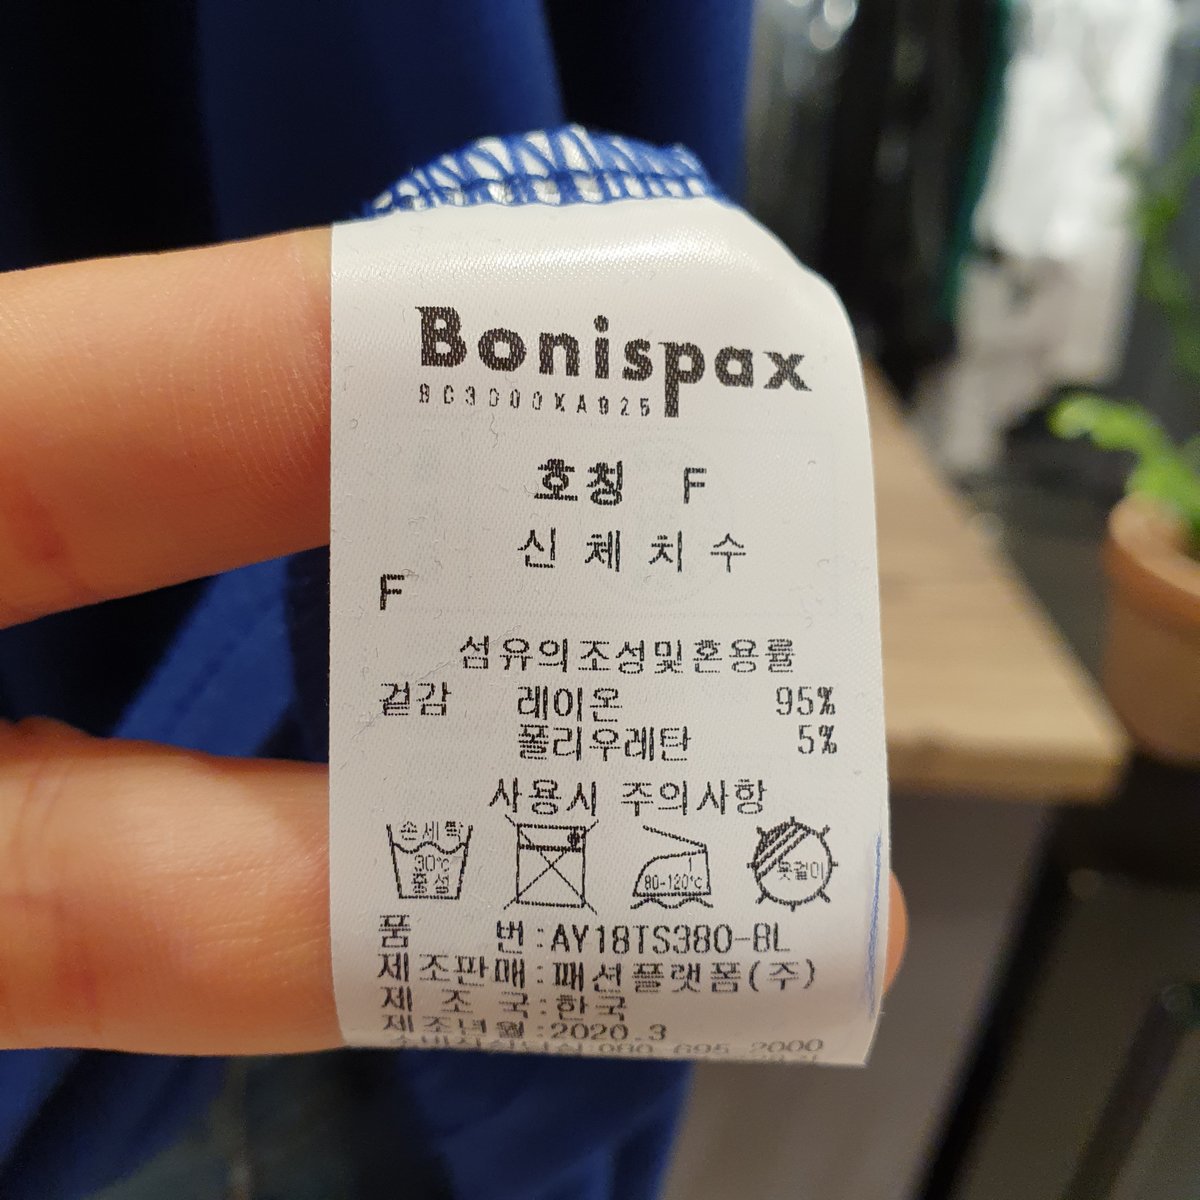 Bonispax
호칭 F
신체치수
F
섬유의조성및혼용률
겉감 레이온 95%
폴리우레탄 5%
사용시 주의사항
손세탁 30℃ 중성
1 80-120℃
옷걸이
품 번:AY18TS380-BL
제조판매:패션플랫폼(주)
제 조 국:한국
제조년월:2020.3